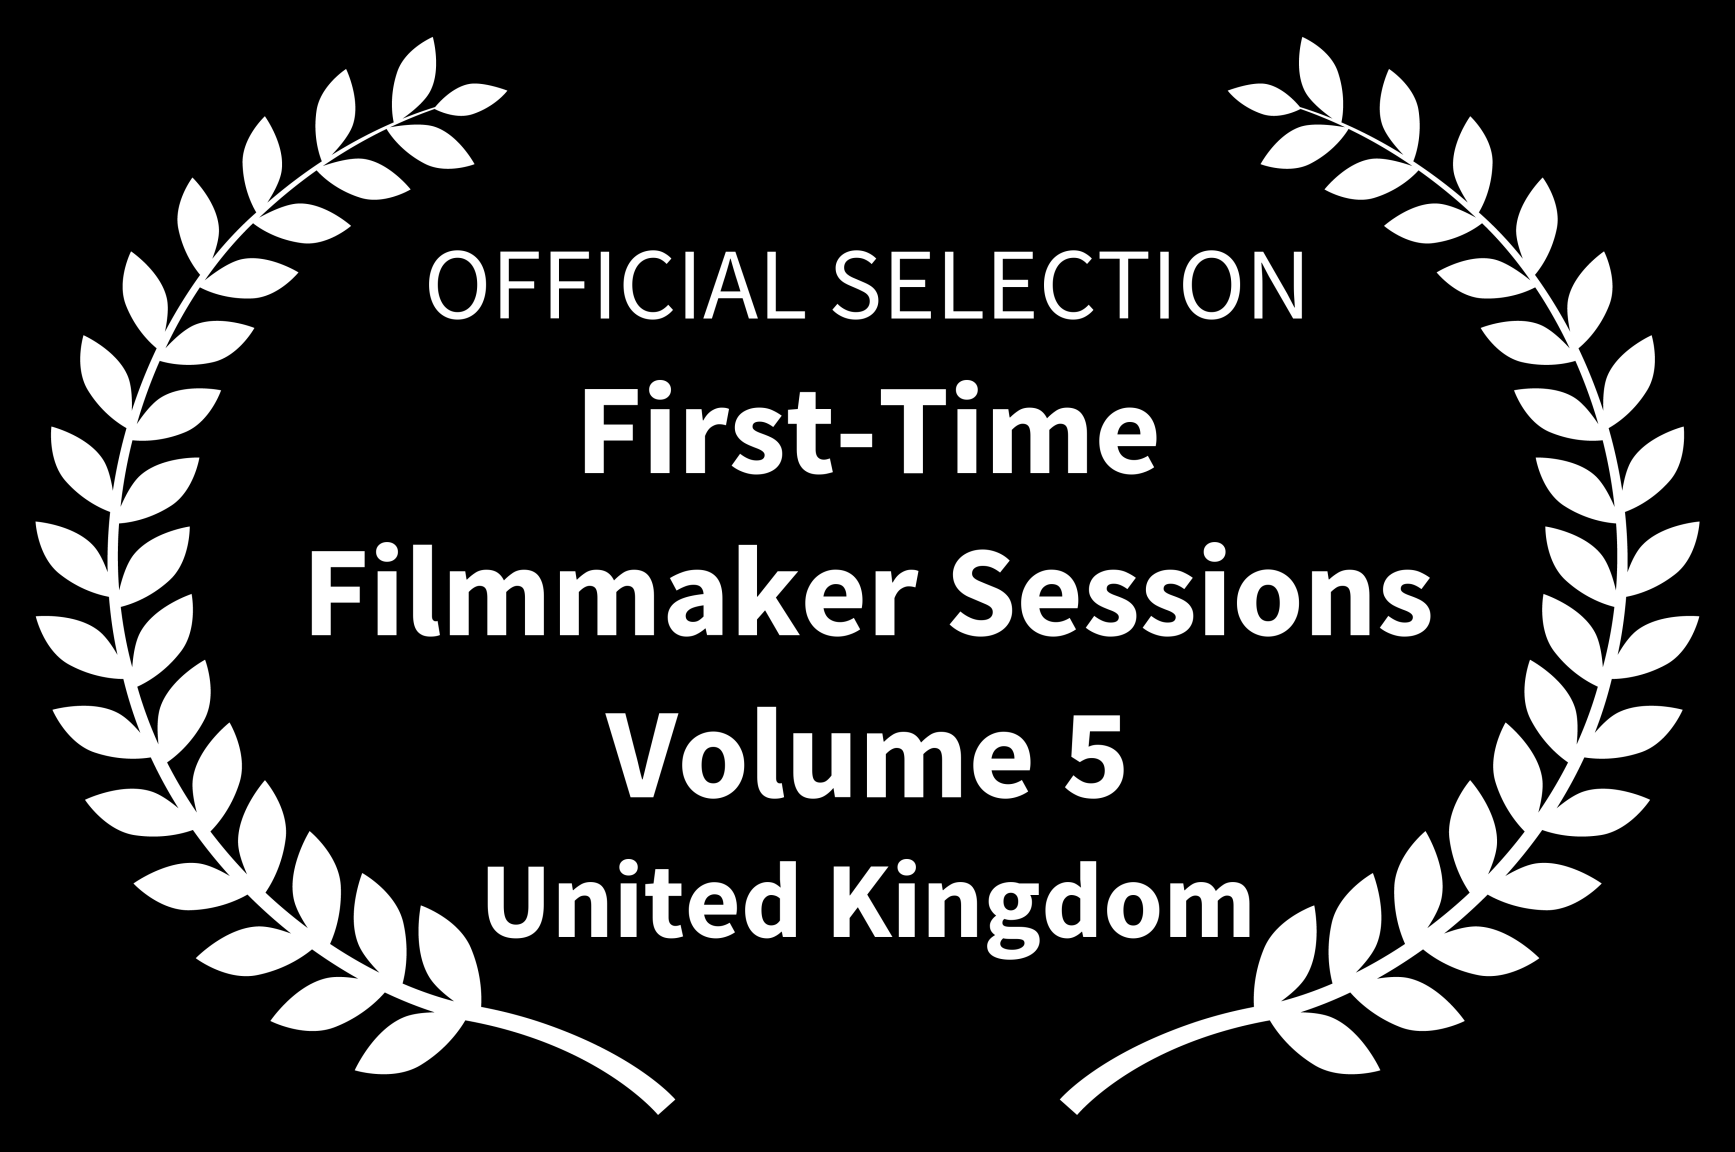 OFFICIAL SELECTION
First-Time
Filmmaker Sessions
Volume 5
United Kingdom